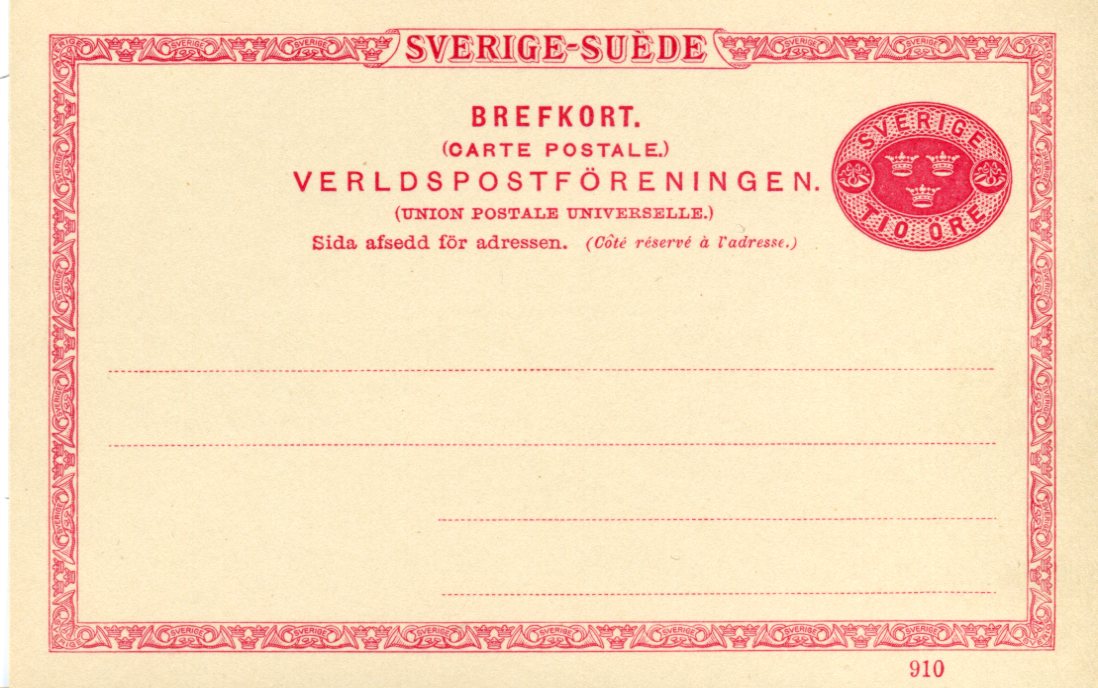 SVERIGE-SUÈDE
BREFKORT.
(CARTE POSTALE.)
VERLDSPOSTFÖRENINGEN.
(UNION POSTALE UNIVERSELLE.)
Sida afsedd för adressen. (Côté réservé à l'adresse.)
SVERIGE
TIO ÖRE
910